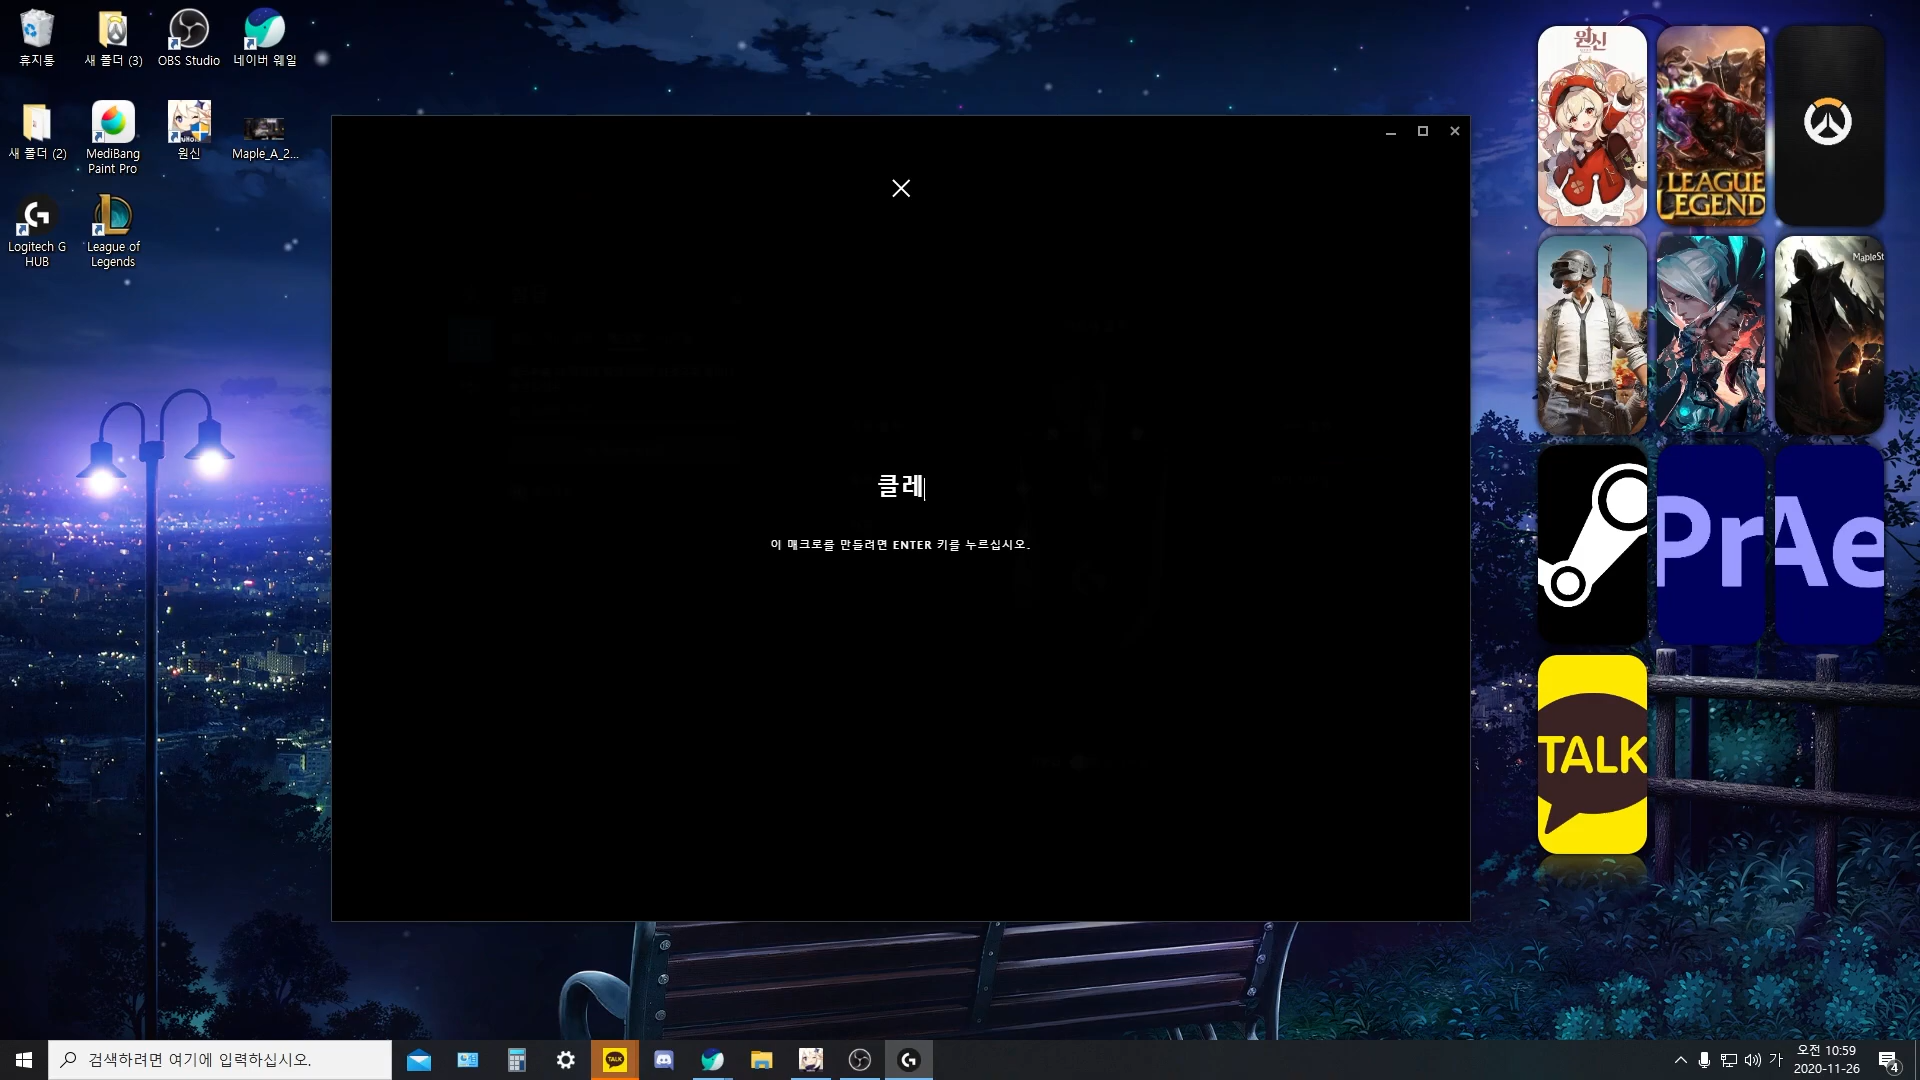 휴지통
새 폴더 (3)
OBS Studio
네이버 웨일
새 폴더 (2)
MediBang
Paint Pro
원신
Maple_A_2...
Logitech G
HUB
League of
Legends
클레
이 매크로를 만들려면 ENTER 키를 누르십시오.
원신
LEAGUE
LEGEND
MapleSt
Pr
Ae
TALK
검색하려면 여기에 입력하십시오.
TALK
가
오전 10:59
2020-11-26
4